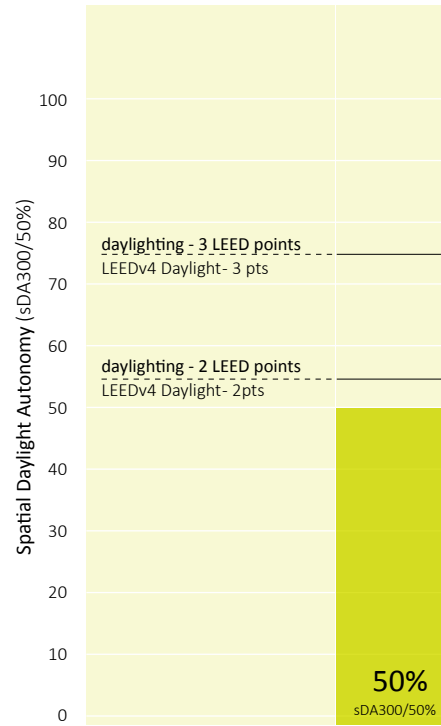 Spatial Daylight Autonomy (sDA300/50%)
100
90
80
daylighting - 3 LEED points
LEEDv4 Daylight- 3 pts
70
60
daylighting - 2 LEED points
LEEDv4 Daylight- 2pts
50
40
30
20
10
0
50%
sDA300/50%